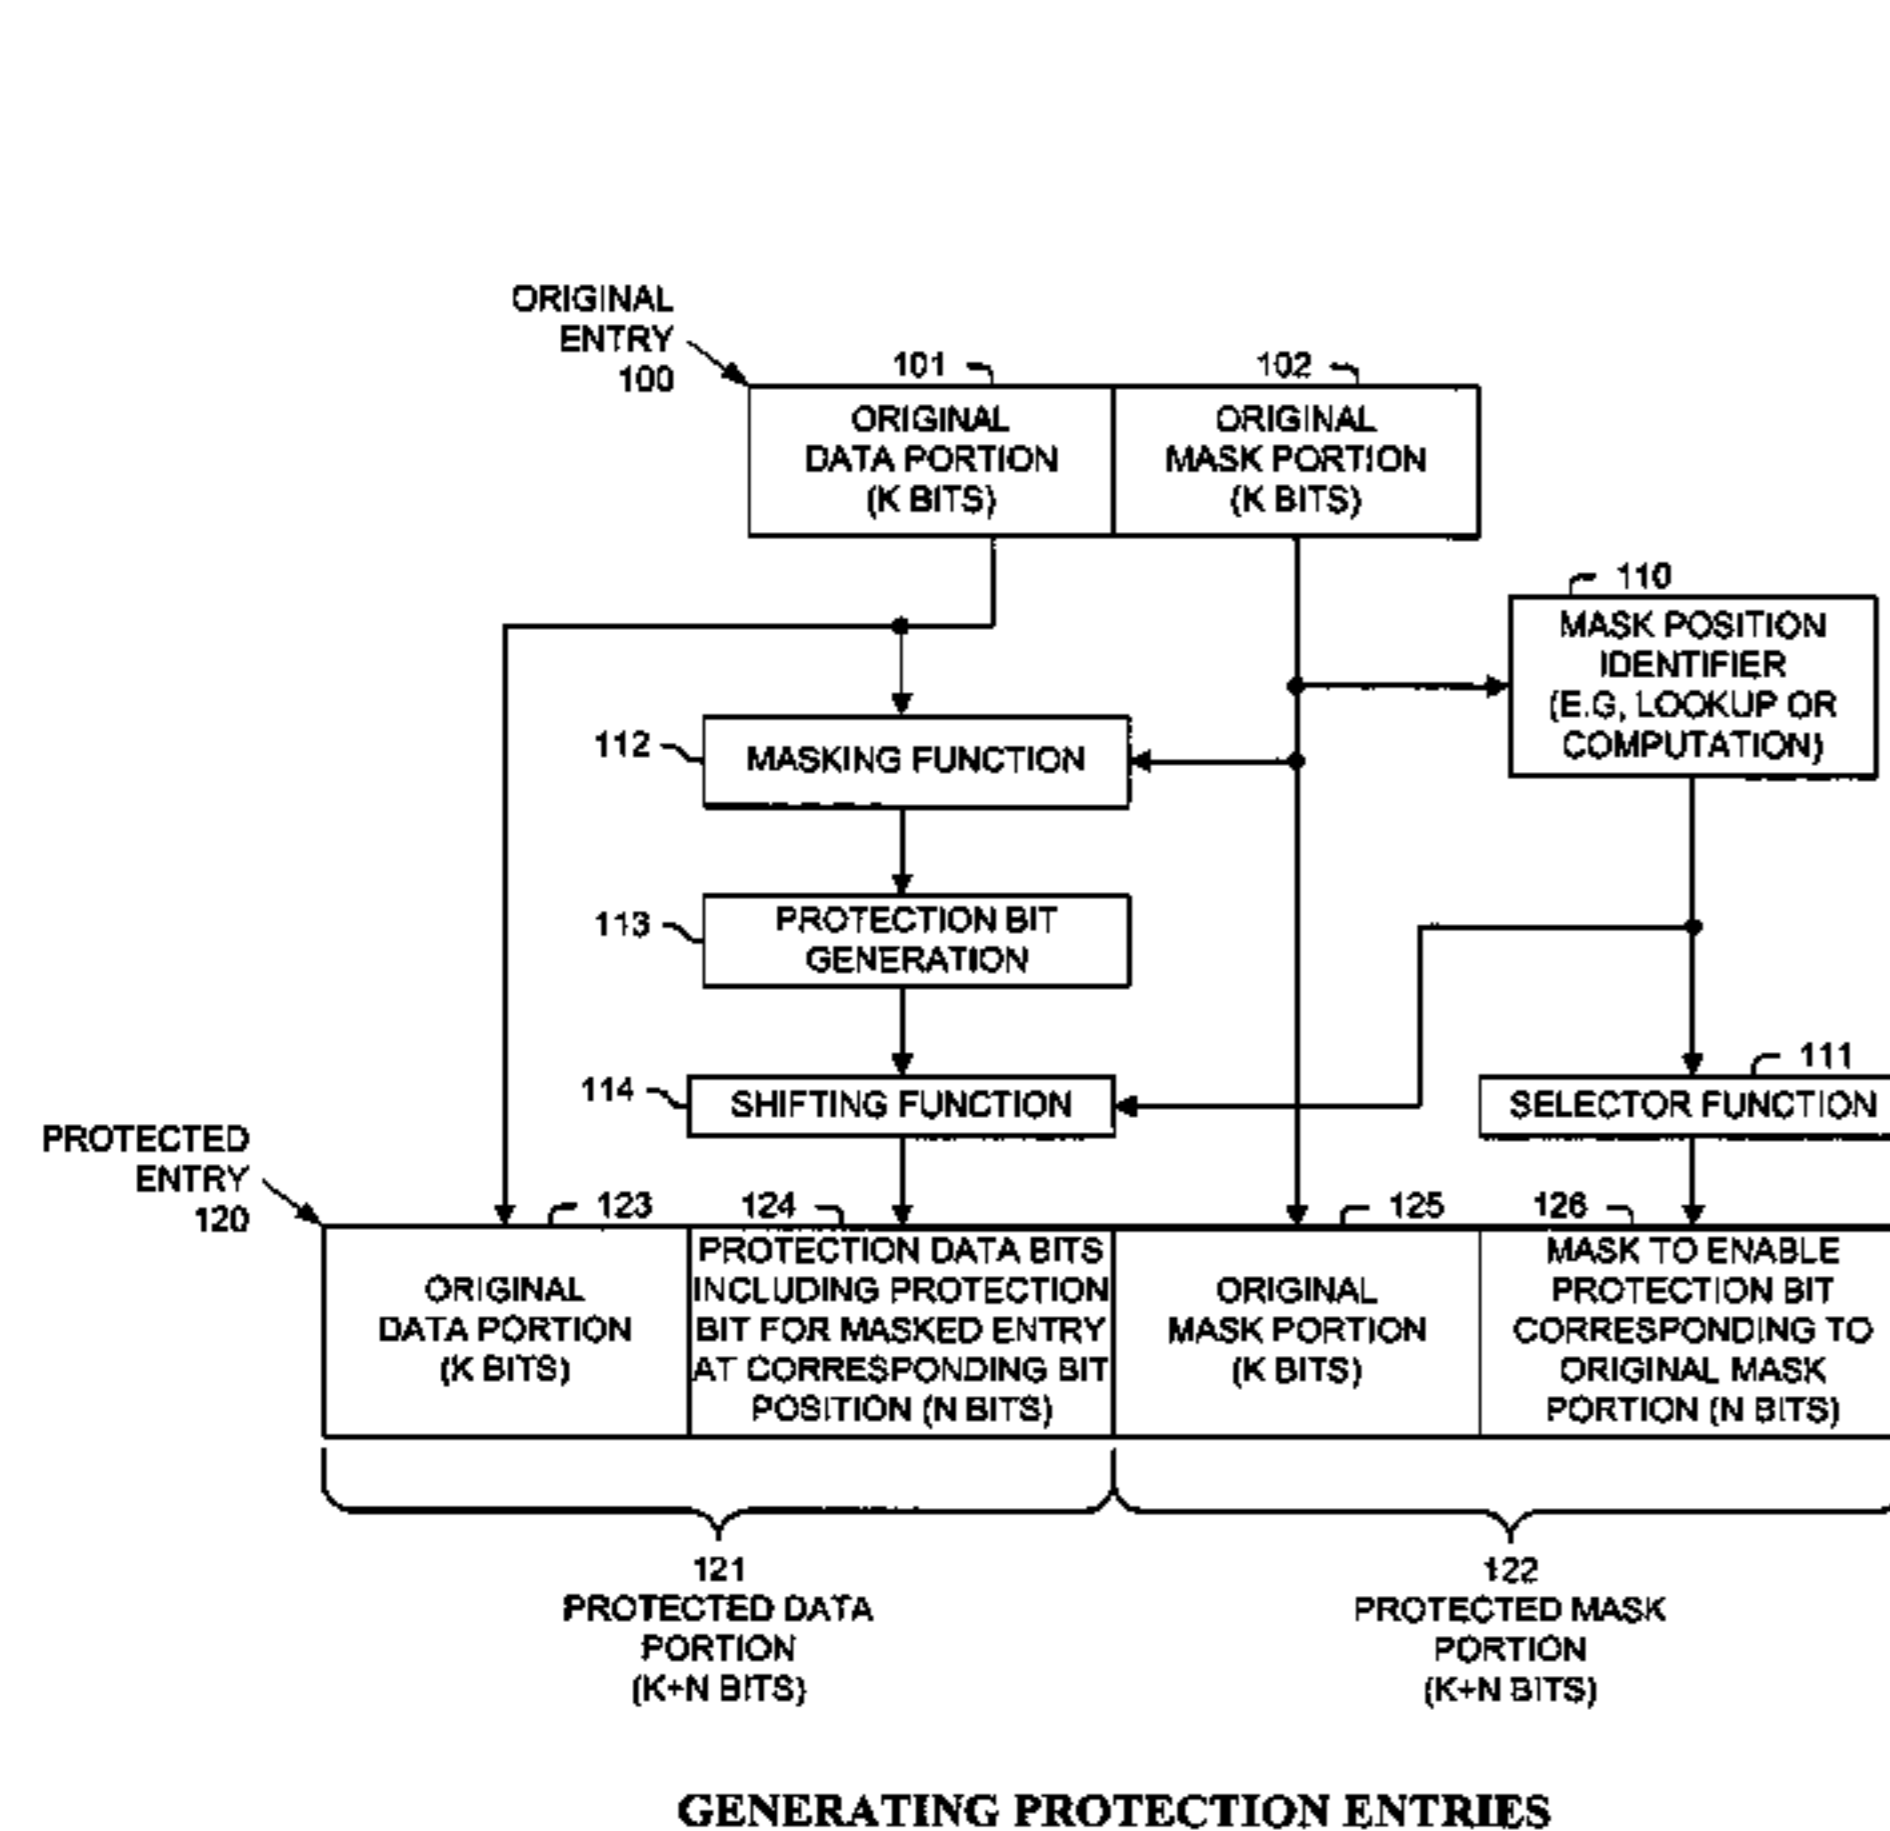 ORIGINAL
ENTRY
100
101
102
ORIGINAL
DATA PORTION
(K BITS)
ORIGINAL
MASK PORTION
(K BITS)
110
MASK POSITION
IDENTIFIER
(E.G, LOOKUP OR
COMPUTATION)
112
MASKING FUNCTION
113
PROTECTION BIT
GENERATION
114
SHIFTING FUNCTION
111
SELECTOR FUNCTION
PROTECTED
ENTRY
120
123
124
125
126
ORIGINAL
DATA PORTION
(K BITS)
PROTECTION DATA BITS
INCLUDING PROTECTION
BIT FOR MASKED ENTRY
AT CORRESPONDING BIT
POSITION (N BITS)
ORIGINAL
MASK PORTION
(K BITS)
MASK TO ENABLE
PROTECTION BIT
CORRESPONDING TO
ORIGINAL MASK
PORTION (N BITS)
121
PROTECTED DATA
PORTION
(K+N BITS)
122
PROTECTED MASK
PORTION
(K+N BITS)
GENERATING PROTECTION ENTRIES